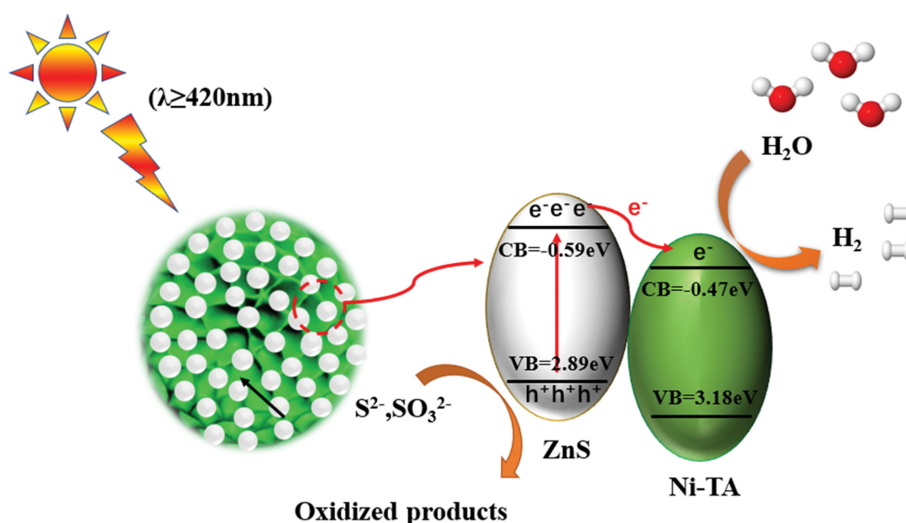 (λ≥420nm)
H₂O
e⁻e⁻e⁻
e⁻
CB=-0.59eV
e⁻
H₂
CB=-0.47eV
VB=2.89eV
h⁺h⁺h⁺
S²⁻,SO₃²⁻
VB=3.18eV
ZnS
Ni-TA
Oxidized products